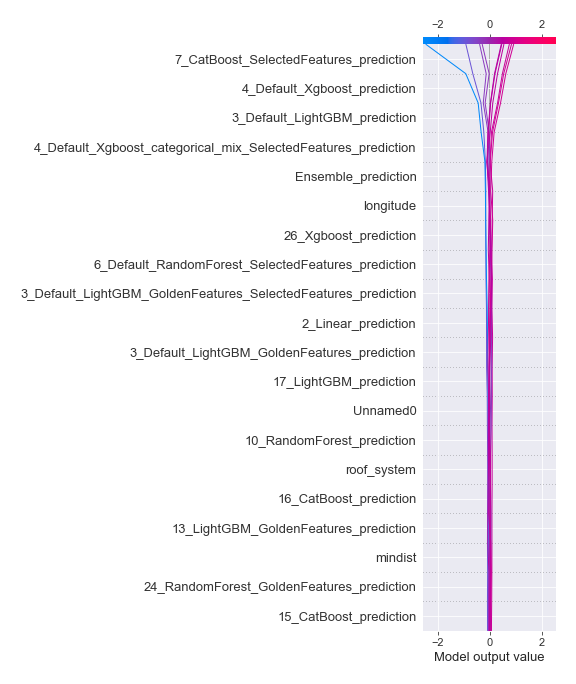 −2 0 2
7_CatBoost_SelectedFeatures_prediction
4_Default_Xgboost_prediction
3_Default_LightGBM_prediction
4_Default_Xgboost_categorical_mix_SelectedFeatures_prediction
Ensemble_prediction
longitude
26_Xgboost_prediction
6_Default_RandomForest_SelectedFeatures_prediction
3_Default_LightGBM_GoldenFeatures_SelectedFeatures_prediction
2_Linear_prediction
3_Default_LightGBM_GoldenFeatures_prediction
17_LightGBM_prediction
Unnamed0
10_RandomForest_prediction
roof_system
16_CatBoost_prediction
13_LightGBM_GoldenFeatures_prediction
mindist
24_RandomForest_GoldenFeatures_prediction
15_CatBoost_prediction
−2 0 2
Model output value